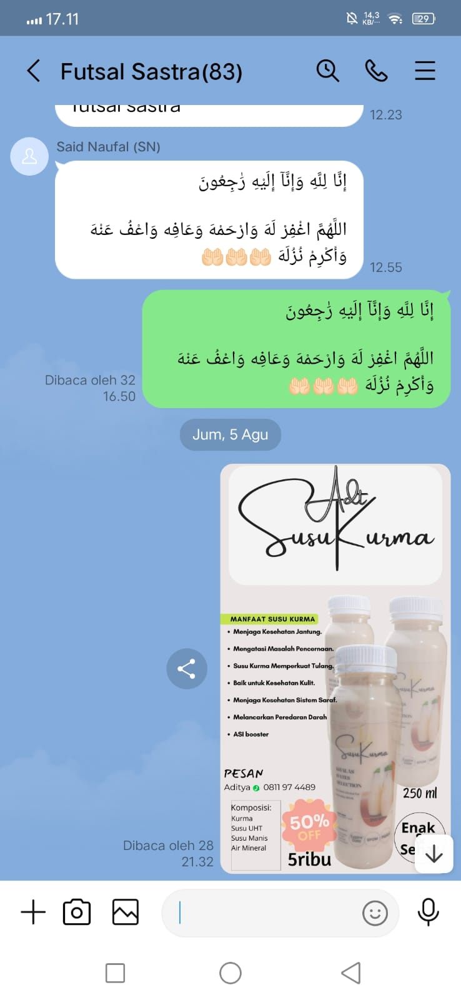 17.11
14,3
KB/...
29
Futsal Sastra(83)
futsal sastra
12.23
Said Naufal (SN)
إِنَّا لِلَّهِ وَإِنَّآ إِلَيْهِ رَٰجِعُونَ
اللَّهُمَّ اغْفِرْ لَهَ وَارْحَمْهَ وَعَافِه وَاعْفُ عَنْهَ
وَأَكْرِمْ نُزُلَهَ 🤲🏻🤲🏻🤲🏻
12.55
إِنَّا لِلَّهِ وَإِنَّآ إِلَيْهِ رَٰجِعُونَ
اللَّهُمَّ اغْفِرْ لَهَ وَارْحَمْهَ وَعَافِه وَاعْفُ عَنْهَ
وَأَكْرِمْ نُزُلَهَ 🤲🏻🤲🏻🤲🏻
Dibaca oleh 32
16.50
Jum, 5 Agu
Adt
SusuKurma
MANFAAT SUSU KURMA
• Menjaga Kesehatan Jantung.
• Mengatasi Masalah Pencernaan.
• Susu Kurma Memperkuat Tulang.
• Baik untuk Kesehatan Kulit.
• Menjaga Kesehatan Sistem Saraf.
• Melancarkan Peredaran Darah
• ASI booster
SusuKurma
PESAN
Aditya 0811 97 4489
250 ml
Komposisi:
Kurma
Susu UHT
Susu Manis
Air Mineral
50%
OFF
5ribu
Enak
Dibaca oleh 28
21.32